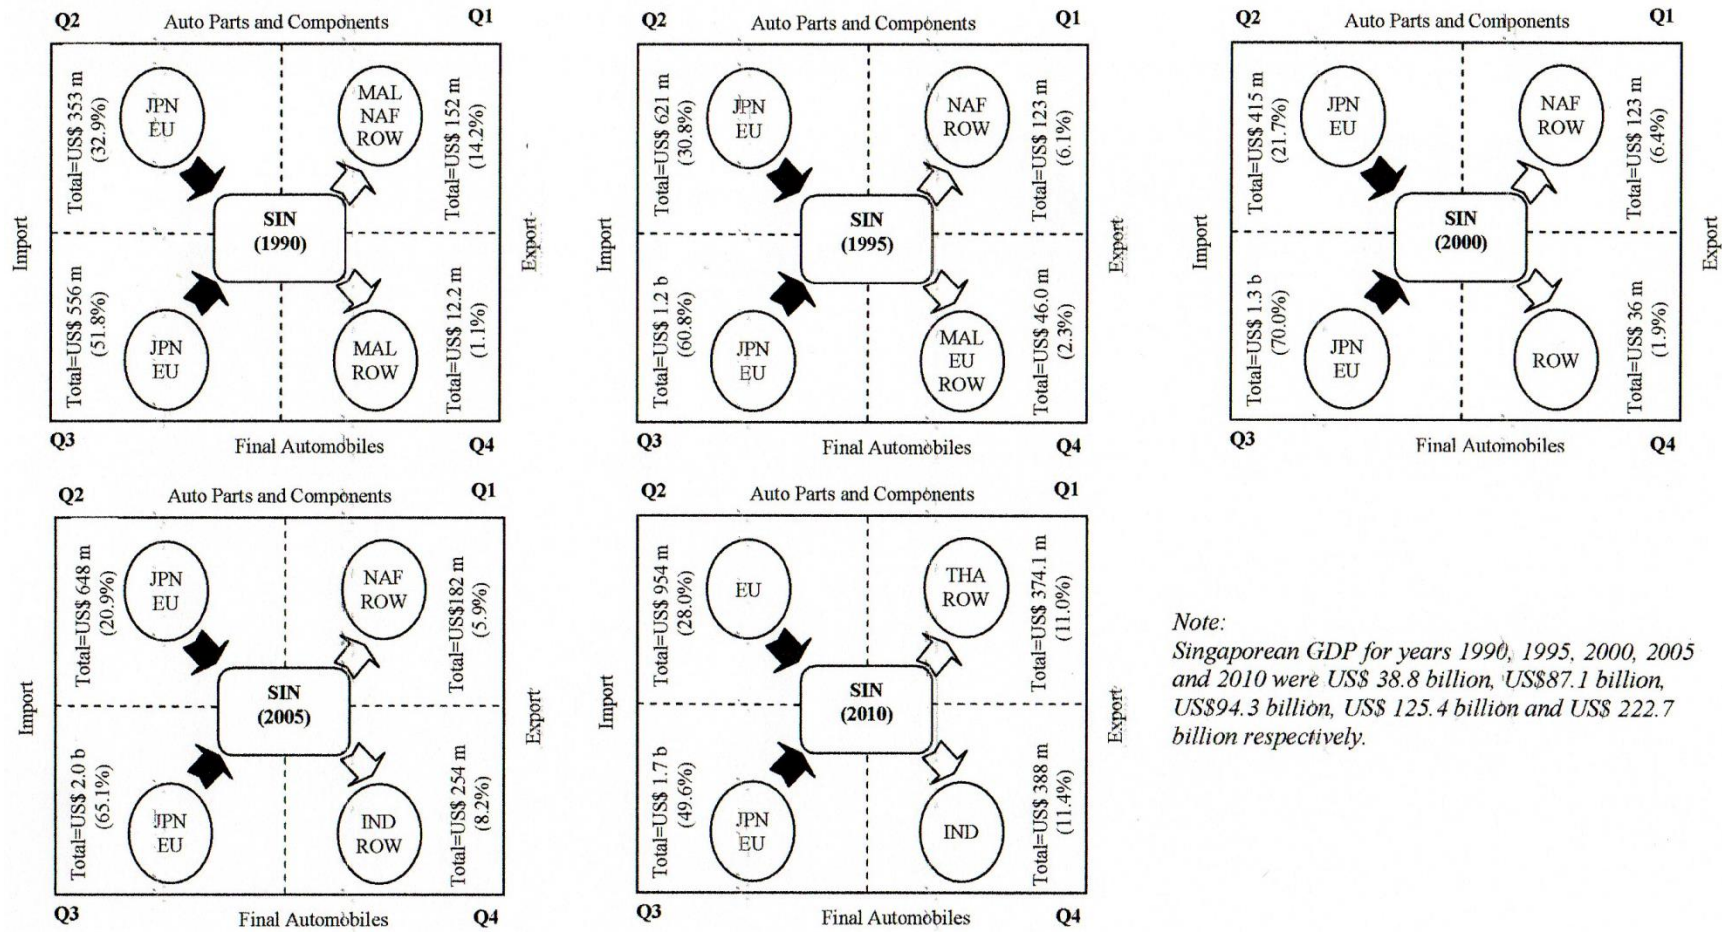 Q2 Auto Parts and Components Q1
Total=US$ 353 m
(32.9%)
JPN
EU
MAL
NAF
ROW
Total=US$ 152 m
(14.2%)
Import
SIN
(1990)
Export
Total=US$ 556 m
(51.8%)
JPN
EU
MAL
ROW
Total=US$ 12.2 m
(1.1%)
Q3 Final Automobiles Q4
Q2 Auto Parts and Components Q1
Total=US$ 621 m
(30.8%)
JPN
EU
NAF
ROW
Total=US$ 123 m
(6.1%)
Import
SIN
(1995)
Export
Total=US$ 1.2 b
(60.8%)
JPN
EU
MAL
EU
ROW
Total=US$ 46.0 m
(2.3%)
Q3 Final Automobiles Q4
Q2 Auto Parts and Components Q1
Total=US$ 415 m
(21.7%)
JPN
EU
NAF
ROW
Total=US$ 123 m
(6.4%)
Import
SIN
(2000)
Export
Total=US$ 1.3 b
(70.0%)
JPN
EU
ROW
Total=US$ 36 m
(1.9%)
Q3 Final Automobiles Q4
Q2 Auto Parts and Components Q1
Total=US$ 648 m
(20.9%)
JPN
EU
NAF
ROW
Total=US$182 m
(5.9%)
Import
SIN
(2005)
Export
Total=US$ 2.0 b
(65.1%)
JPN
EU
IND
ROW
Total=US$ 254 m
(8.2%)
Q3 Final Automobiles Q4
Q2 Auto Parts and Components Q1
Total=US$ 954 m
(28.0%)
EU
THA
ROW
Total=US$ 374.1 m
(11.0%)
Import
SIN
(2010)
Export
Total=US$ 1.7 b
(49.6%)
JPN
EU
IND
Total=US$ 388 m
(11.4%)
Q3 Final Automobiles Q4
Note:
Singaporean GDP for years 1990, 1995, 2000, 2005
and 2010 were US$ 38.8 billion, US$87.1 billion,
US$94.3 billion, US$ 125.4 billion and US$ 222.7
billion respectively.